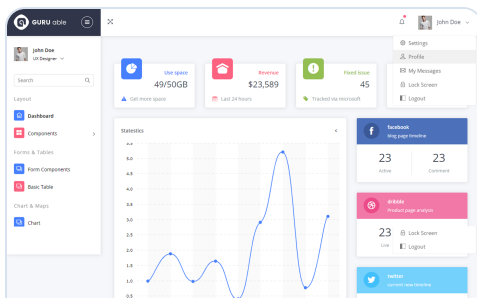 GURU able
John Doe
John Doe
UX Designer
Search
Layout
Dashboard
Components
Forms & Tables
Form Components
Basic Table
Chart & Maps
Chart
Settings
Profile
My Messages
Lock Screen
Logout
Use space
49/50GB
Get more space
Revenue
$23,589
Last 24 hours
Fixed issue
45
Tracked via microsoft
Statestics
5.5
5.0
4.5
4.0
3.5
3.0
2.5
2.0
1.5
1.0
0.5
facebook
blog page timeline
23
23
Active
Comment
dribble
Product page analysis
23
Live
Lock Screen
Logout
twitter
current new timeline